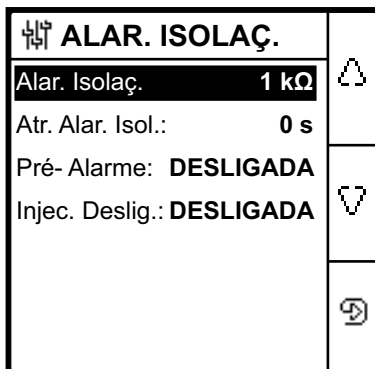 ALAR. ISOLAÇ.
Alar. Isolaç. 1 kΩ
Atr. Alar. Isol.: 0 s
Pré- Alarme: DESLIGADA
Injec. Deslig.: DESLIGADA